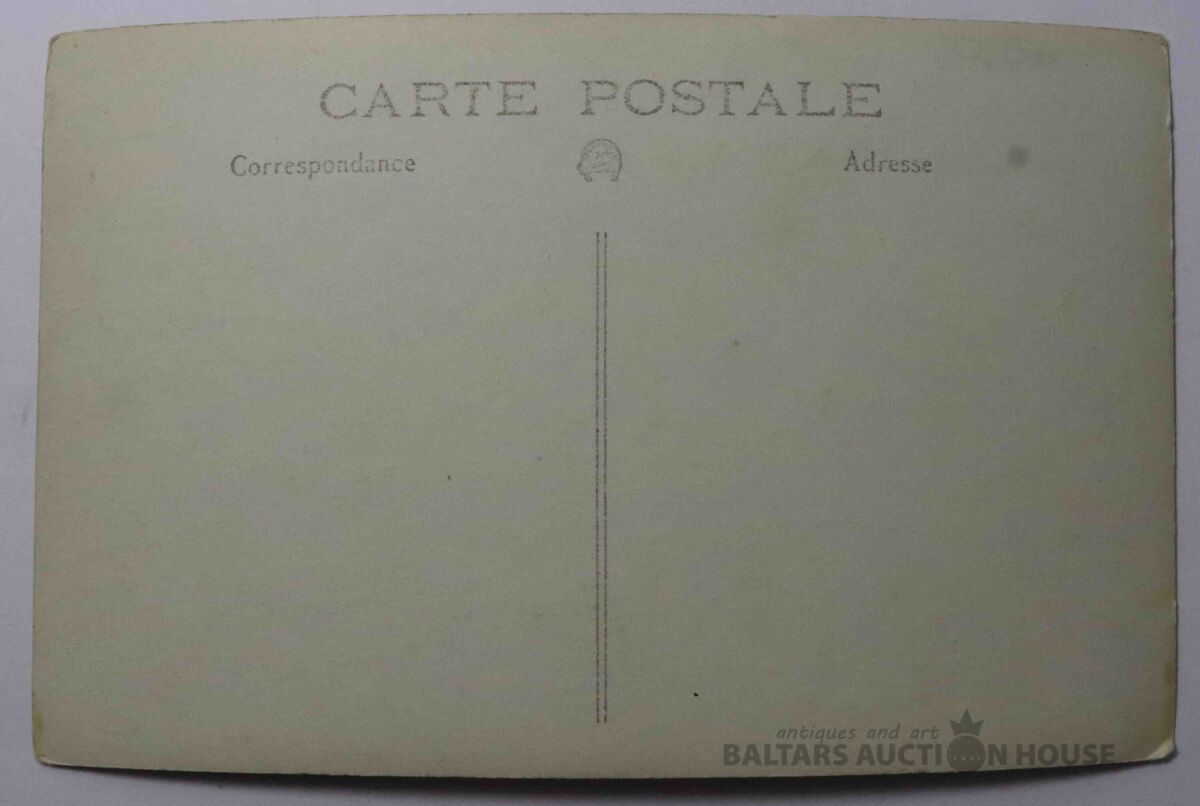 CARTE POSTALE
Correspondance
Adresse
antiques and art
BALTARS AUCTION HOUSE